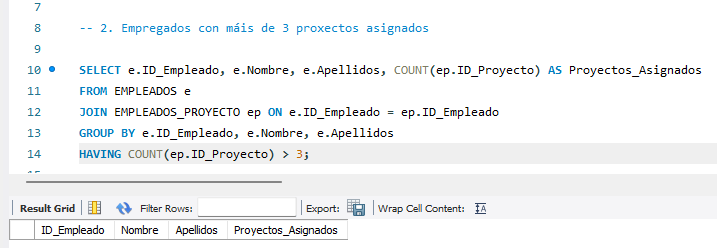 7
8 -- 2. Empregados con máis de 3 proxectos asignados
9
10 SELECT e.ID_Empleado, e.Nombre, e.Apellidos, COUNT(ep.ID_Proyecto) AS Proyectos_Asignados
11 FROM EMPLEADOS e
12 JOIN EMPLEADOS_PROYECTO ep ON e.ID_Empleado = ep.ID_Empleado
13 GROUP BY e.ID_Empleado, e.Nombre, e.Apellidos
14 HAVING COUNT(ep.ID_Proyecto) > 3;
Result Grid Filter Rows: Export: Wrap Cell Content:
ID_Empleado Nombre Apellidos Proyectos_Asignados